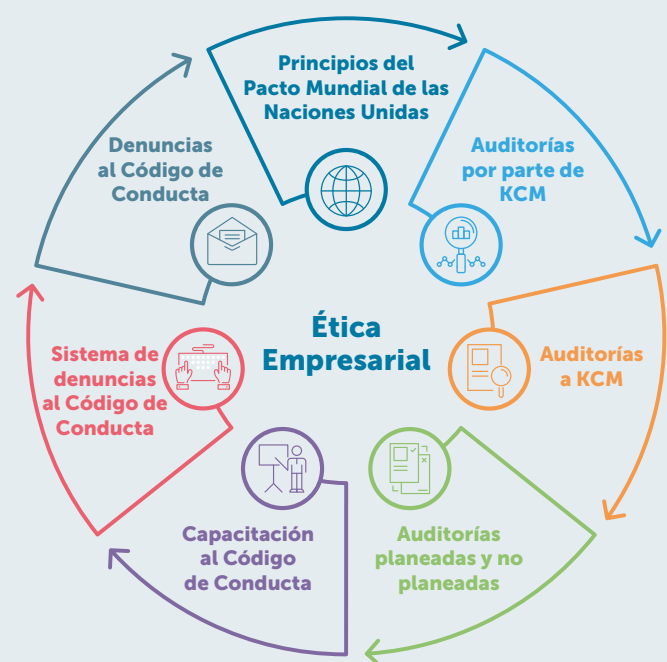 Principios del
Pacto Mundial de las
Naciones Unidas
Auditorías
por parte de
KCM
Auditorías
a KCM
Auditorías
planeadas y no
planeadas
Capacitación
al Código
de Conducta
Sistema de
denuncias
al Código de
Conducta
Denuncias
al Código de
Conducta
Ética
Empresarial